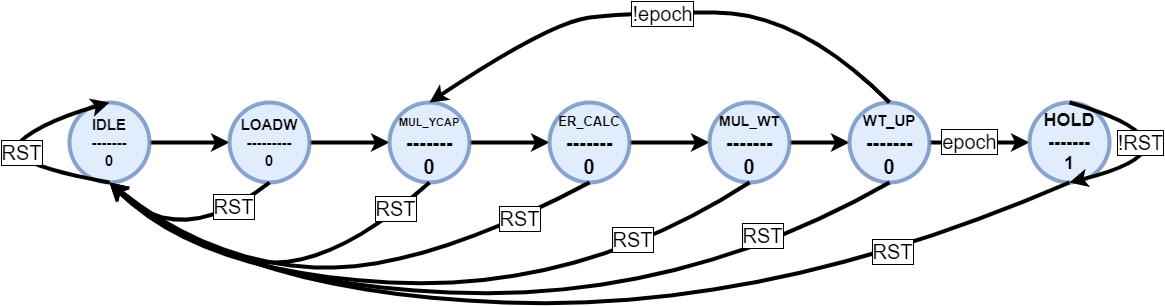 !epoch
IDLE
-------
0
LOADW
---------
0
MUL_YCAP
-------
0
ER_CALC
-------
0
MUL_WT
-------
0
WT_UP
-------
0
HOLD
-------
1
RST
epoch
!RST
RST
RST
RST
RST
RST
RST